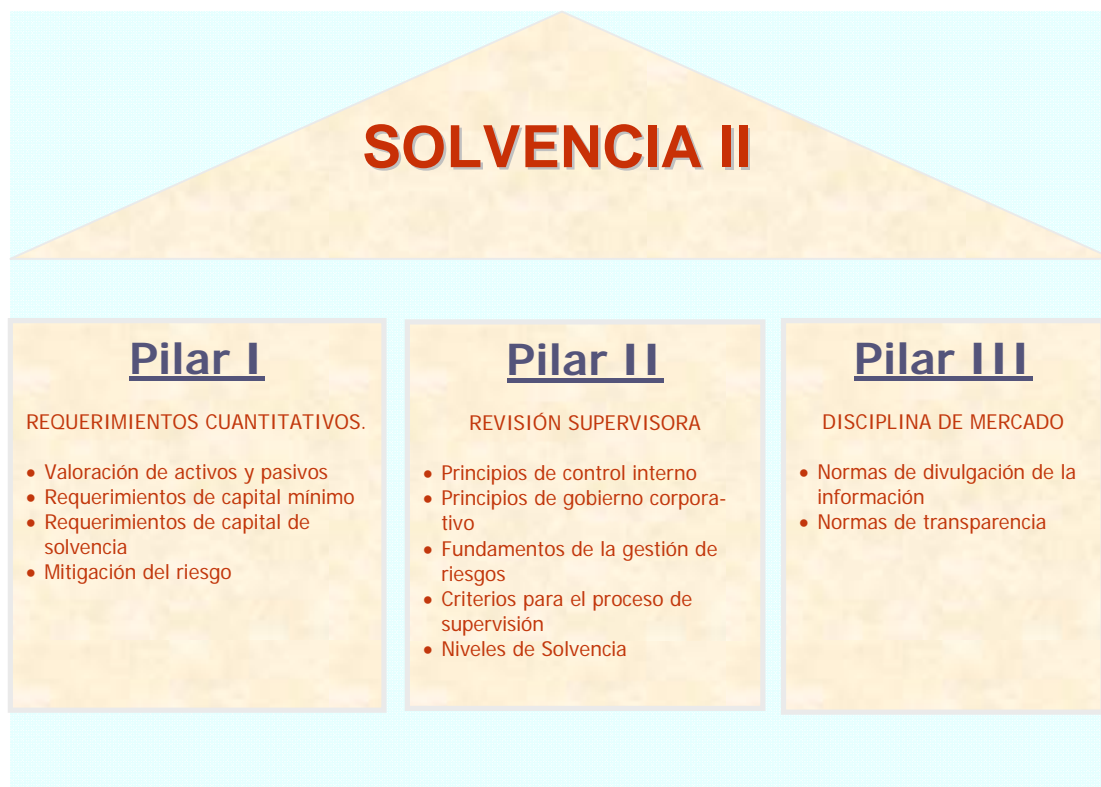 SOLVENCIA II
Pilar I
REQUERIMIENTOS CUANTITATIVOS.
• Valoración de activos y pasivos
• Requerimientos de capital mínimo
• Requerimientos de capital de
solvencia
• Mitigación del riesgo
Pilar II
REVISIÓN SUPERVISORA
• Principios de control interno
• Principios de gobierno corpora-
tivo
• Fundamentos de la gestión de
riesgos
• Criterios para el proceso de
supervisión
• Niveles de Solvencia
Pilar III
DISCIPLINA DE MERCADO
• Normas de divulgación de la
información
• Normas de transparencia